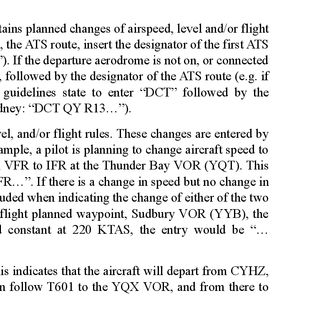 tains planned changes of airspeed, level and/or flight
, the ATS route, insert the designator of the first ATS
”). If the departure aerodrome is not on, or connected
, followed by the designator of the ATS route (e.g. if
guidelines state to enter “DCT” followed by the
dney: “DCT QY R13…”).
el, and/or flight rules. These changes are entered by
ample, a pilot is planning to change aircraft speed to
VFR to IFR at the Thunder Bay VOR (YQT). This
FR…”. If there is a change in speed but no change in
uded when indicating the change of either of the two
flight planned waypoint, Sudbury VOR (YYB), the
d constant at 220 KTAS, the entry would be “…
is indicates that the aircraft will depart from CYHZ,
n follow T601 to the YQX VOR, and from there to